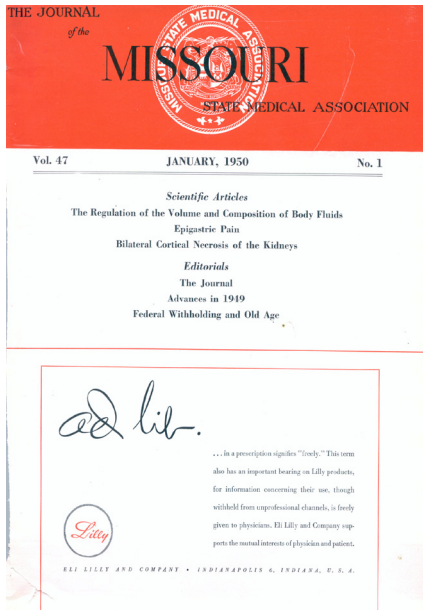 THE JOURNAL
of the
MISSOURI
STATE MEDICAL ASSOCIATION
MISSOURI STATE MEDICAL ASSOCIATION
Vol. 47 JANUARY, 1950 No. 1
Scientific Articles
The Regulation of the Volume and Composition of Body Fluids
Epigastric Pain
Bilateral Cortical Necrosis of the Kidneys
Editorials
The Journal
Advances in 1949
Federal Withholding and Old Age
ad lib.
... in a prescription signifies "freely." This term
also has an important bearing on Lilly products,
for information concerning their use, though
withheld from unprofessional channels, is freely
given to physicians. Eli Lilly and Company sup-
ports the mutual interests of physician and patient.
Lilly
ELI LILLY AND COMPANY • INDIANAPOLIS 6, INDIANA, U. S. A.